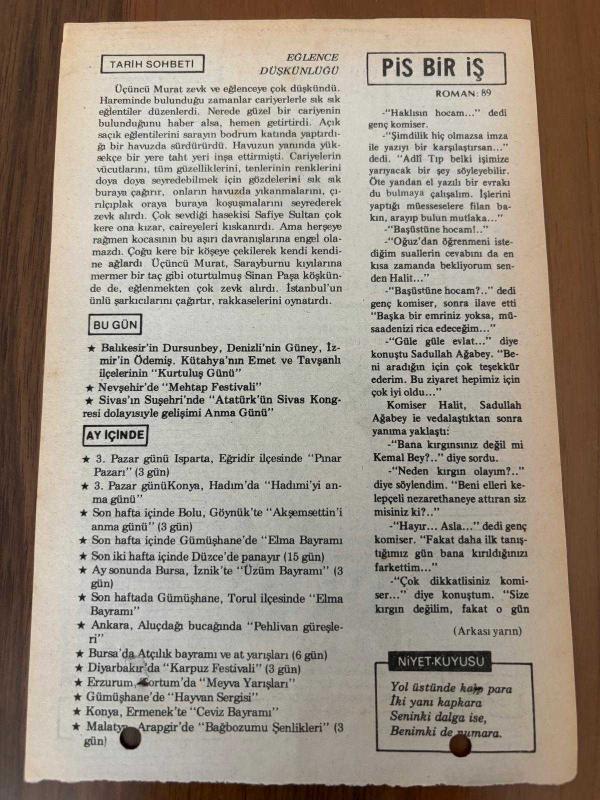 TARİH SOHBETİ
EĞLENCE
DÜŞKÜNLÜĞÜ
Üçüncü Murat zevk ve eğlenceye çok düşkündü.
Hareminde bulunduğu zamanlar cariyerlerle sık sık
eğlentiler düzenlerdi. Nerede güzel bir cariyenin
bulunduğunu haber alsa, hemen getirtirdi. Açık
saçık eğlentilerini sarayın bodrum katında yaptırdı-
ğı bir havuzda sürdürürdü. Havuzun yanında yük-
sekçe bir yere taht yeri inşa ettirmişti. Cariyelerin
vücutlarını, tüm güzelliklerini, tenlerinin renklerini
doya doya seyredebilmek için gözdelerini sık sık
buraya çağırır, onların havuzda yıkanmalarını, çı-
rılçıplak oraya buraya koşuşmalarını seyrederek
zevk alırdı. Çok sevdiği hasekisi Safiye Sultan çok
kere ona kızar, caireyeleri kıskanırdı. Ama herşeye
rağmen kocasının bu aşırı davranışlarına engel ola-
mazdı. Çoğu kere bir köşeye çekilerek kendi kendi-
ne ağlardı Üçüncü Murat, Sarayburnu kıyılarına
mermer bir taç gibi oturtulmuş Sinan Paşa köşkün-
de de, eğlenmekten çok zevk alırdı. İstanbul'un
ünlü şarkıcılarını çağırtır, rakkaselerini oynatırdı.
BU GÜN
★ Balıkesir'in Dursunbey, Denizli'nin Güney, İz-
mir'in Ödemiş. Kütahya'nın Emet ve Tavşanlı
ilçelerinin "Kurtuluş Günü"
★ Nevşehir'de "Mehtap Festivali"
★ Sivas'ın Suşehri'nde "Atatürk'ün Sivas Kong-
resi dolayısiyle gelişimi Anma Günü"
AY İÇİNDE
★ 3. Pazar günü Isparta, Eğridir ilçesinde "Pınar
Pazarı" (3 gün)
★ 3. Pazar günüKonya, Hadım'da "Hadımi'yi an-
ma günü"
★ Son hafta içinde Bolu, Göynük'te "Akşemsettin'i
anma günü" (3 gün)
★ Son hafta içinde Gümüşhane'de "Elma Bayramı
★ Son iki hafta içinde Düzce'de panayır (15 gün)
★ Ay sonunda Bursa, İznik'te "Üzüm Bayramı" (3
gün)
★ Son haftada Gümüşhane, Torul ilçesinde "Elma
Bayramı"
★ Ankara, Aluçdağı bucağında "Pehlivan güreşle-
ri"
★ Bursa'da Atçılık bayramı ve at yarışları (6 gün)
★ Diyarbakır'da "Karpuz Festivali" (3 gün)
★ Erzurum, Tortum'da "Meyva Yarışları"
★ Gümüşhane'de "Hayvan Sergisi"
★ Konya, Ermenek'te "Ceviz Bayramı"
★ Malatya, Arapgir'de "Bağbozumu Şenlikleri" (3
gün)
PİS BİR İŞ
ROMAN: 89
-"Haklısın hocam..." dedi
genç komiser.
-"Şimdilik hiç olmazsa imza
ile yazıyı bir karşılaştırsan..."
dedi. "Adlî Tıp belki işimize
yarıyacak bir şey söyleyebilir.
Öte yandan el yazılı bir evrakı
da bulmaya çalışalım. İşlerini
yaptığı müesseselere filan ba-
kın, arayıp bulun mutlaka..."
-"Başüstüne hocam!.."
-"Oğuz'dan öğrenmeni iste-
diğim suallerin cevabını da en
kısa zamanda bekliyorum sen-
den Halit..."
-"Başüstüne hocam?.." dedi
genç komiser, sonra ilave etti
"Başka bir emriniz yoksa, mü-
saadenizi rica edeceğim..."
-"Güle güle evlat..." diye
konuştu Sadullah Ağabey. "Be-
ni aradığın için çok teşekkür
ederim. Bu ziyaret hepimiz için
çok iyi oldu..."
Komiser Halit, Sadullah
Ağabey ie vedalaştıktan sonra
yanıma yaklaştı:
-"Bana kırgınsınız değil mi
Kemal Bey?.." diye sordu.
-"Neden kırgın olayım?.."
diye söylendim. "Beni elleri ke-
lepçeli nezarethaneye attıran siz
misiniz ki?.."
-"Hayır... Asla..." dedi genç
komiser. "Fakat daha ilk tanış-
tığımız gün bana kırıldığınızı
farkettim..."
-"Çok dikkatlisiniz komi-
ser..." diye konuştum. "Size
kırgın değilim, fakat o gün
(Arkası yarın)
NİYET-KUYUSU
Yol üstünde kalp para
İki yanı kapkara
Seninki dalga ise,
Benimki de numara.